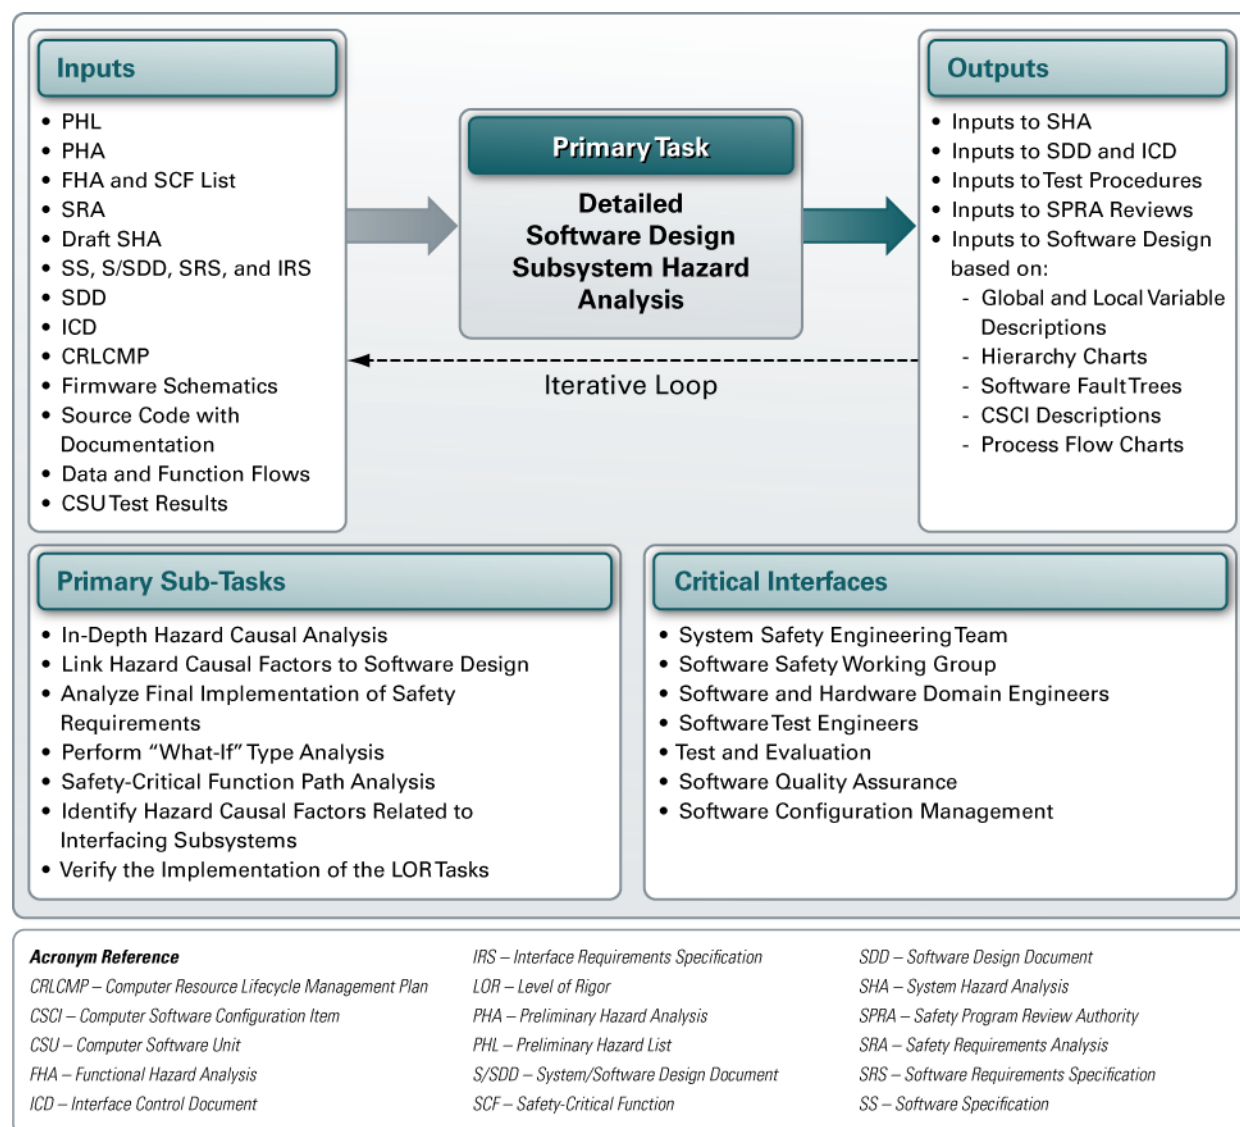 Inputs
• PHL
• PHA
• FHA and SCF List
• SRA
• Draft SHA
• SS, S/SDD, SRS, and IRS
• SDD
• ICD
• CRLCMP
• Firmware Schematics
• Source Code with
Documentation
• Data and Function Flows
• CSU Test Results
Primary Task
Detailed
Software Design
Subsystem Hazard
Analysis
Iterative Loop
Outputs
• Inputs to SHA
• Inputs to SDD and ICD
• Inputs to Test Procedures
• Inputs to SPRA Reviews
• Inputs to Software Design
based on:
- Global and Local Variable
Descriptions
- Hierarchy Charts
- Software Fault Trees
- CSCI Descriptions
- Process Flow Charts
Primary Sub-Tasks
• In-Depth Hazard Causal Analysis
• Link Hazard Causal Factors to Software Design
• Analyze Final Implementation of Safety
Requirements
• Perform “What-If” Type Analysis
• Safety-Critical Function Path Analysis
• Identify Hazard Causal Factors Related to
Interfacing Subsystems
• Verify the Implementation of the LOR Tasks
Critical Interfaces
• System Safety Engineering Team
• Software Safety Working Group
• Software and Hardware Domain Engineers
• Software Test Engineers
• Test and Evaluation
• Software Quality Assurance
• Software Configuration Management
Acronym Reference
CRLCMP – Computer Resource Lifecycle Management Plan
CSCI – Computer Software Configuration Item
CSU – Computer Software Unit
FHA – Functional Hazard Analysis
ICD – Interface Control Document
IRS – Interface Requirements Specification
LOR – Level of Rigor
PHA – Preliminary Hazard Analysis
PHL – Preliminary Hazard List
S/SDD – System/Software Design Document
SCF – Safety-Critical Function
SDD – Software Design Document
SHA – System Hazard Analysis
SPRA – Safety Program Review Authority
SRA – Safety Requirements Analysis
SRS – Software Requirements Specification
SS – Software Specification